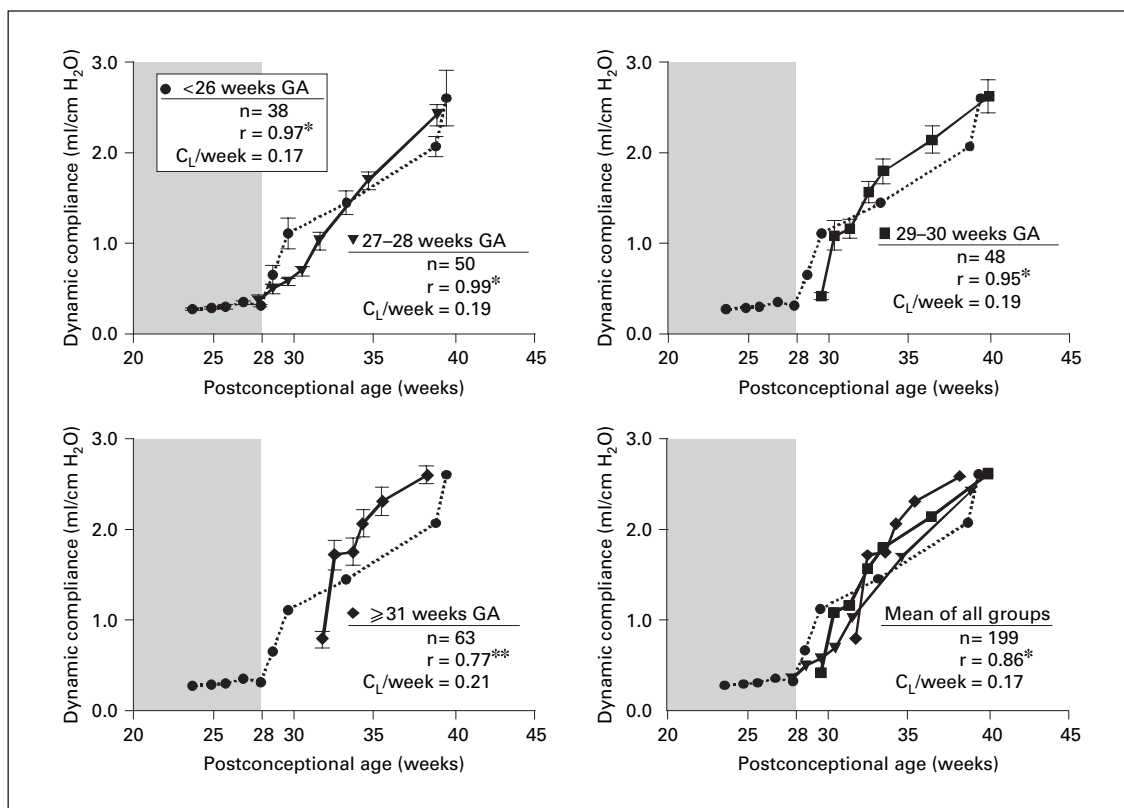 3.0
2.0
1.0
0.0
Dynamic compliance (ml/cm H₂O)
<26 weeks GA
n= 38
r = 0.97*
C_L/week = 0.17
27–28 weeks GA
n= 50
r = 0.99*
C_L/week = 0.19
20 25 28 30 35 40 45
Postconceptional age (weeks)
3.0
2.0
1.0
0.0
Dynamic compliance (ml/cm H₂O)
29–30 weeks GA
n= 48
r = 0.95*
C_L/week = 0.19
20 25 28 30 35 40 45
Postconceptional age (weeks)
3.0
2.0
1.0
0.0
Dynamic compliance (ml/cm H₂O)
⩾31 weeks GA
n= 63
r = 0.77**
C_L/week = 0.21
20 25 28 30 35 40 45
Postconceptional age (weeks)
3.0
2.0
1.0
0.0
Dynamic compliance (ml/cm H₂O)
Mean of all groups
n= 199
r = 0.86*
C_L/week = 0.17
20 25 28 30 35 40 45
Postconceptional age (weeks)